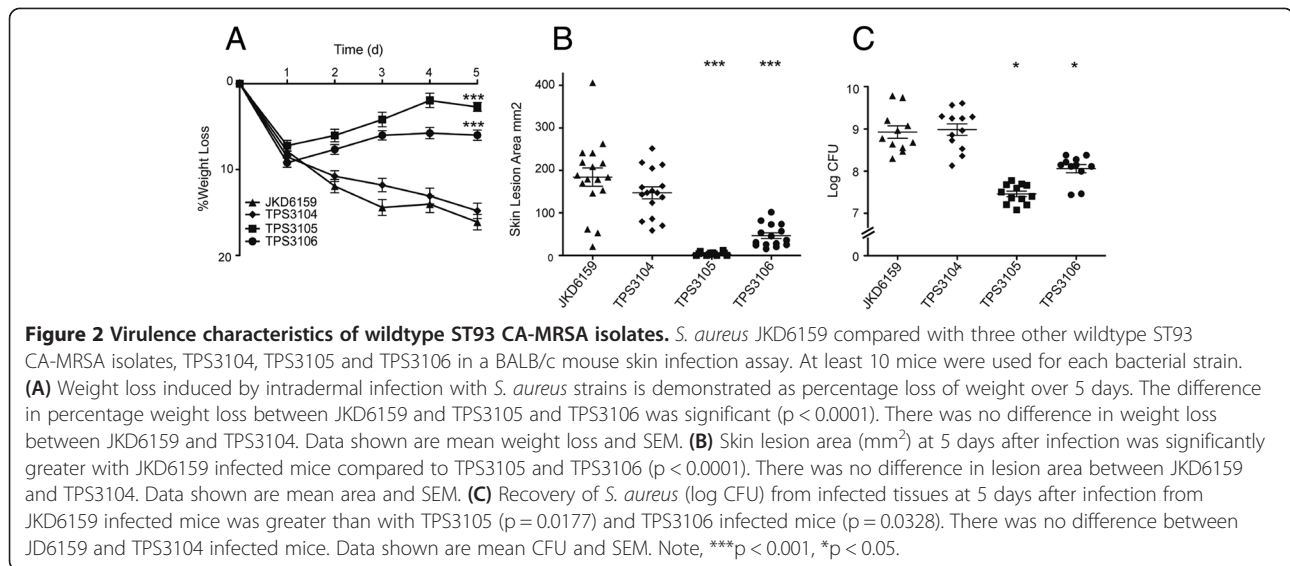 A
B
C
Time (d)
1 2 3 4 5
0
10
20
%Weight Loss
***
***
JKD6159
TPS3104
TPS3105
TPS3106
*** ***
400
300
200
100
0
Skin Lesion Area mm2
JKD6159
TPS3104
TPS3105
TPS3106
* *
10
9
8
7
0
Log CFU
JKD6159
TPS3104
TPS3105
TPS3106
Figure 2 Virulence characteristics of wildtype ST93 CA-MRSA isolates. S. aureus JKD6159 compared with three other wildtype ST93
CA-MRSA isolates, TPS3104, TPS3105 and TPS3106 in a BALB/c mouse skin infection assay. At least 10 mice were used for each bacterial strain.
(A) Weight loss induced by intradermal infection with S. aureus strains is demonstrated as percentage loss of weight over 5 days. The difference
in percentage weight loss between JKD6159 and TPS3105 and TPS3106 was significant (p < 0.0001). There was no difference in weight loss
between JKD6159 and TPS3104. Data shown are mean weight loss and SEM. (B) Skin lesion area (mm²) at 5 days after infection was significantly
greater with JKD6159 infected mice compared to TPS3105 and TPS3106 (p < 0.0001). There was no difference in lesion area between JKD6159
and TPS3104. Data shown are mean area and SEM. (C) Recovery of S. aureus (log CFU) from infected tissues at 5 days after infection from
JKD6159 infected mice was greater than with TPS3105 (p = 0.0177) and TPS3106 infected mice (p = 0.0328). There was no difference between
JD6159 and TPS3104 infected mice. Data shown are mean CFU and SEM. Note, ***p < 0.001, *p < 0.05.